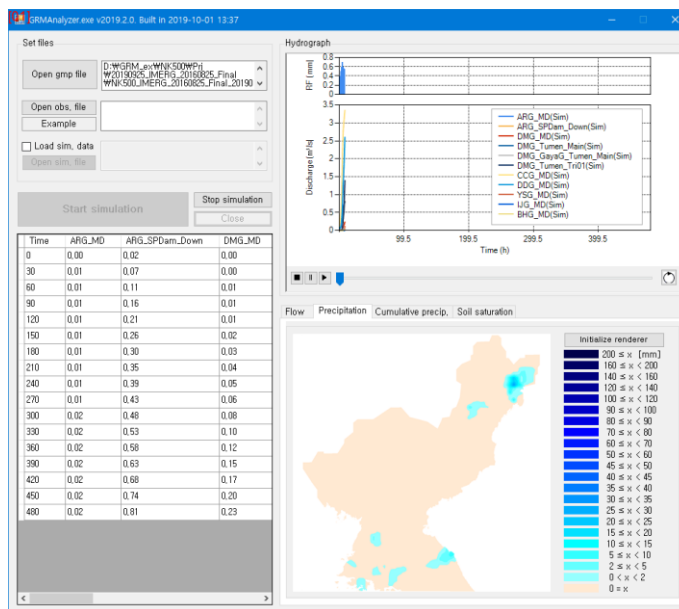 GRMAnalyzer.exe v2019.2.0. Built in 2019-10-01 13:37
Set files
Open gmp file
D:₩GRM_ex₩NK500₩Pri
₩20190925_IMERG_20160825_Final
₩NK500_IMERG_20160825_Final_20190
Open obs, file
Example
Load sim, data
Open sim, file
Start simulation
Stop simulation
Close
Time ARG_MD ARG_SPDam_Down DMG_MD
0 0,00 0,02 0,00
30 0,01 0,07 0,00
60 0,01 0,11 0,01
90 0,01 0,16 0,01
120 0,01 0,21 0,01
150 0,01 0,26 0,02
180 0,01 0,30 0,03
210 0,01 0,35 0,04
240 0,01 0,39 0,05
270 0,01 0,43 0,06
300 0,02 0,48 0,08
330 0,02 0,53 0,10
360 0,02 0,58 0,12
390 0,02 0,63 0,15
420 0,02 0,68 0,17
450 0,02 0,74 0,20
480 0,02 0,81 0,23
Hydrograph
RF [mm]
0.8
0.6
0.4
0.2
0
Discharge[m³/s]
3.5
3
2.5
2
1.5
1
0.5
0
99.5 199.5 299.5 399.5
Time (h)
ARG_MD(Sim)
ARG_SPDam_Down(Sim)
DMG_MD(Sim)
DMG_Tumen_Main(Sim)
DMG_GayaG_Tumen_Main(Sim)
DMG_Tumen_Tri01(Sim)
CCG_MD(Sim)
DDG_MD(Sim)
YSG_MD(Sim)
IJG_MD(Sim)
BHG_MD(Sim)
Flow Precipitation Cumulative precip, Soil saturation
Initialize renderer
200 ≤ x [mm]
160 ≤ x < 200
140 ≤ x < 160
120 ≤ x < 140
100 ≤ x < 120
90 ≤ x < 100
80 ≤ x < 90
70 ≤ x < 80
60 ≤ x < 70
50 ≤ x < 60
45 ≤ x < 50
40 ≤ x < 45
35 ≤ x < 40
30 ≤ x < 35
25 ≤ x < 30
20 ≤ x < 25
15 ≤ x < 20
10 ≤ x < 15
5 ≤ x < 10
2 ≤ x < 5
0 < x < 2
0 = x